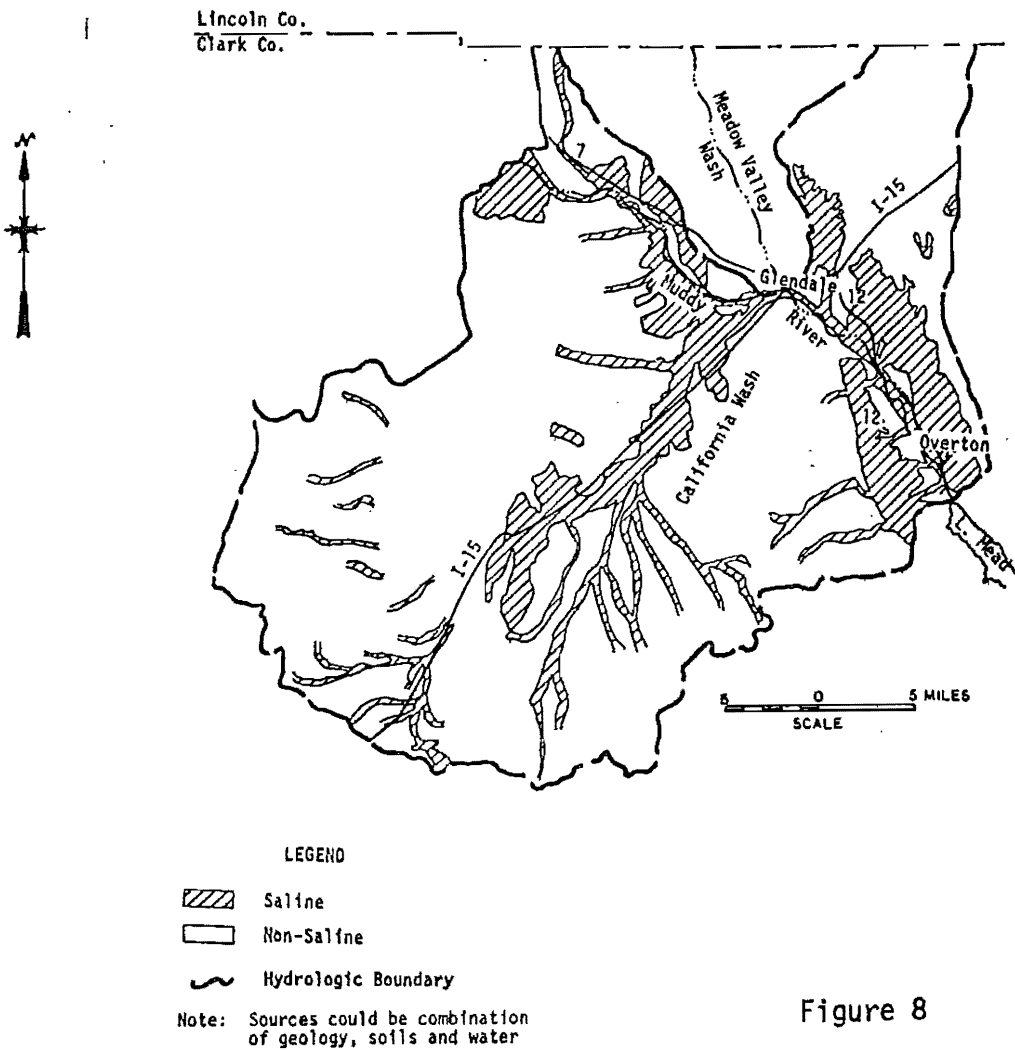 Lincoln Co.
Clark Co.
N
7
Meadow Valley
Wash
I-15
Glendale
12
Muddy
River
California Wash
12
Overton
I-15
L. Mead
5 0 5 MILES
SCALE
LEGEND
Saline
Non-Saline
Hydrologic Boundary
Note: Sources could be combination
of geology, soils and water
Figure 8